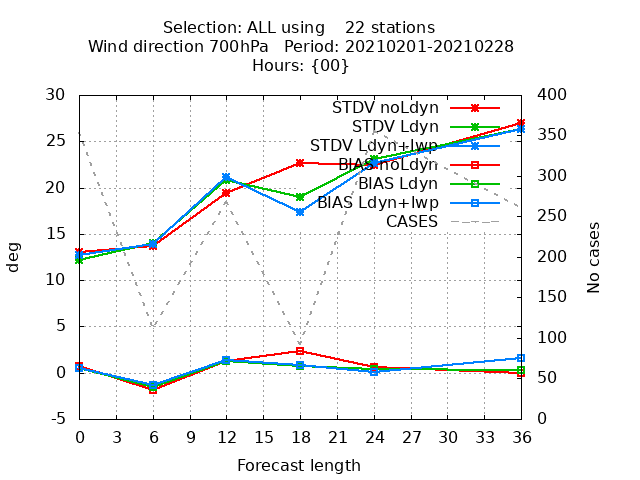 Selection: ALL using    22 stations
Wind direction 700hPa   Period: 20210201-20210228
Hours: {00}
30
25
20
15
10
5
0
-5
400
350
300
250
200
150
100
50
0
STDV noLdyn
STDV Ldyn
STDV Ldyn+lwp
BIAS noLdyn
BIAS Ldyn
BIAS Ldyn+lwp
CASES
deg
No cases
0 3 6 9 12 15 18 21 24 27 30 33 36
Forecast length